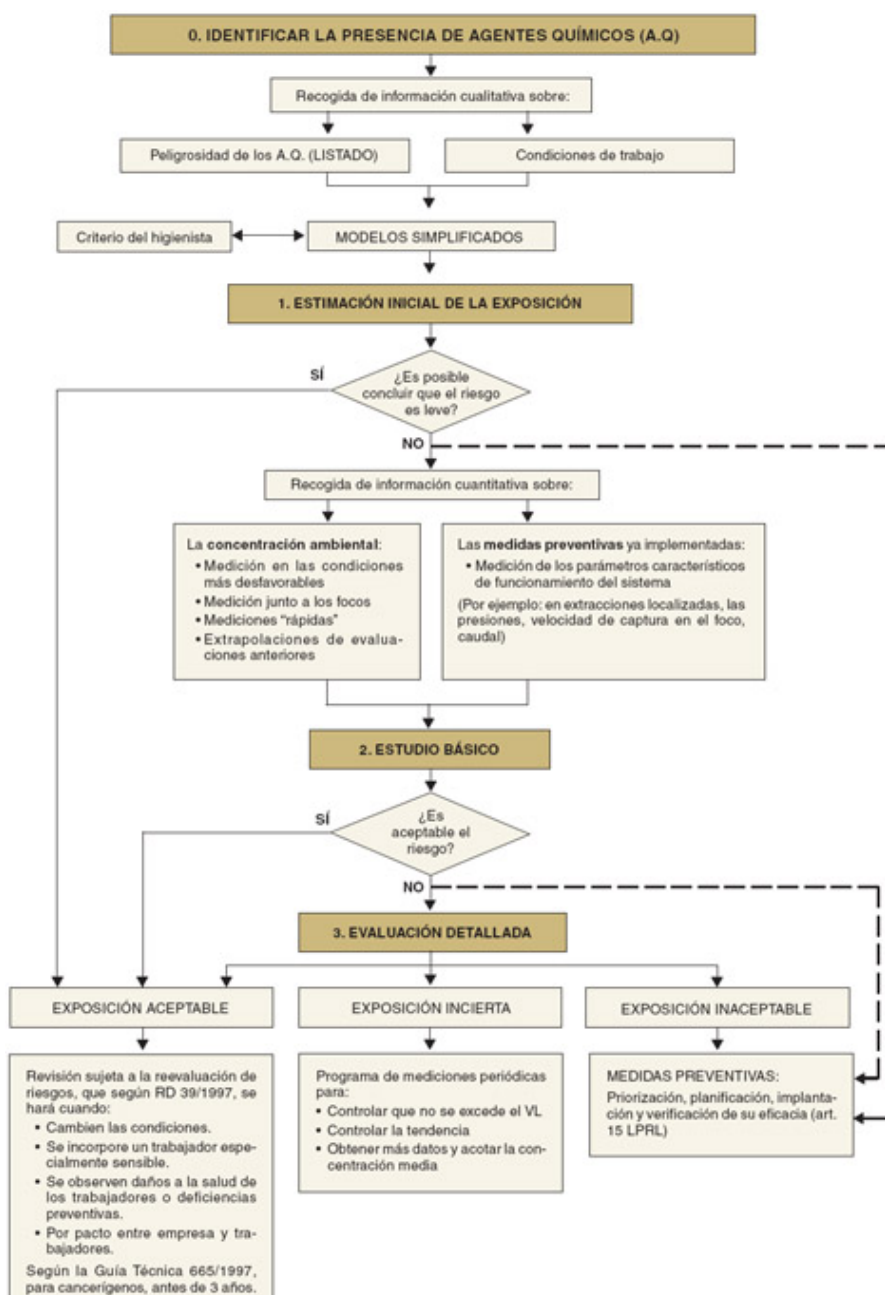 0. IDENTIFICAR LA PRESENCIA DE AGENTES QUÍMICOS (A.Q)
Recogida de información cualitativa sobre:
Peligrosidad de los A.Q. (LISTADO)
Condiciones de trabajo
Criterio del higienista
MODELOS SIMPLIFICADOS
1. ESTIMACIÓN INICIAL DE LA EXPOSICIÓN
SÍ
¿Es posible
concluir que el riesgo
es leve?
NO
Recogida de información cuantitativa sobre:
La concentración ambiental:
• Medición en las condiciones
más desfavorables
• Medición junto a los focos
• Mediciones “rápidas”
• Extrapolaciones de evalua-
ciones anteriores
Las medidas preventivas ya implementadas:
• Medición de los parámetros característicos
de funcionamiento del sistema
(Por ejemplo: en extracciones localizadas, las
presiones, velocidad de captura en el foco,
caudal)
2. ESTUDIO BÁSICO
SÍ
¿Es
aceptable el
riesgo?
NO
3. EVALUACIÓN DETALLADA
EXPOSICIÓN ACEPTABLE
EXPOSICIÓN INCIERTA
EXPOSICIÓN INACEPTABLE
Revisión sujeta a la reevaluación de
riesgos, que según RD 39/1997, se
hará cuando:
• Cambien las condiciones.
• Se incorpore un trabajador espe-
cialmente sensible.
• Se observen daños a la salud de
los trabajadores o deficiencias
preventivas.
• Por pacto entre empresa y tra-
bajadores.
Según la Guía Técnica 665/1997,
para cancerígenos, antes de 3 años.
Programa de mediciones periódicas
para:
• Controlar que no se excede el VL
• Controlar la tendencia
• Obtener más datos y acotar la con-
centración media
MEDIDAS PREVENTIVAS:
Priorización, planificación, implanta-
ción y verificación de su eficacia (art.
15 LPRL)